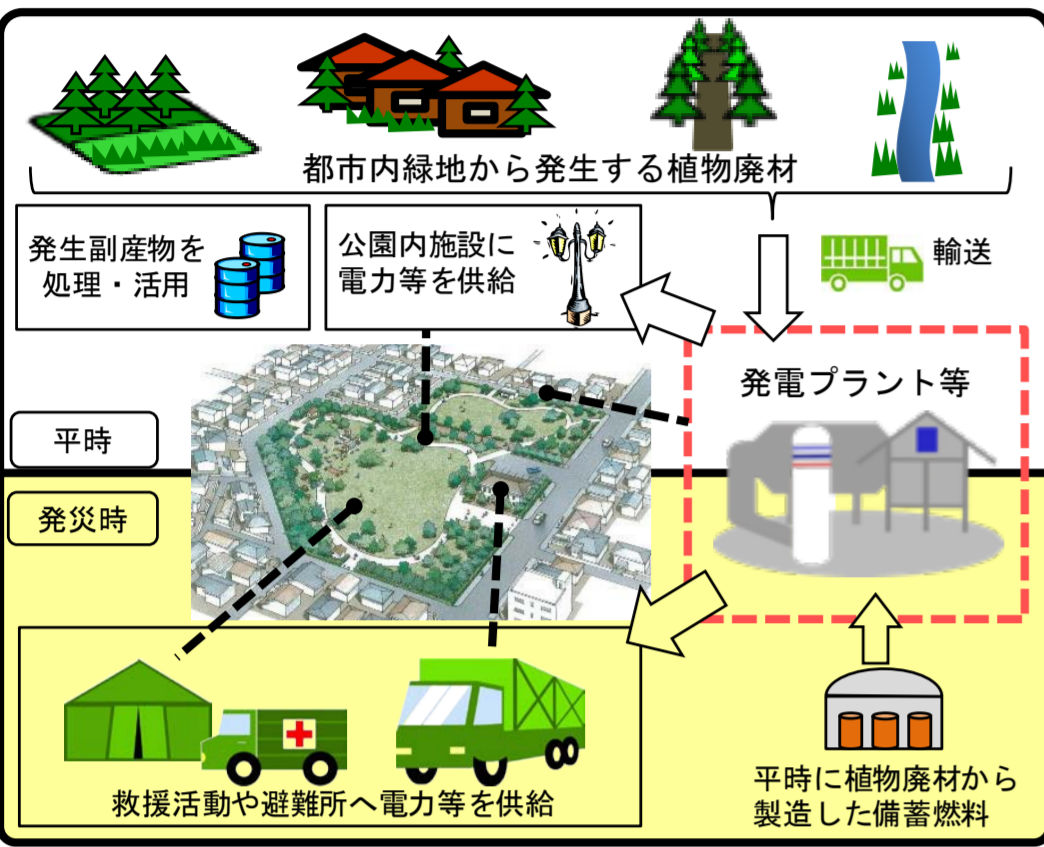 都市内緑地から発生する植物廃材
発生副産物を
処理・活用
公園内施設に
電力等を供給
輸送
発電プラント等
平時
発災時
救援活動や避難所へ電力等を供給
平時に植物廃材から
製造した備蓄燃料